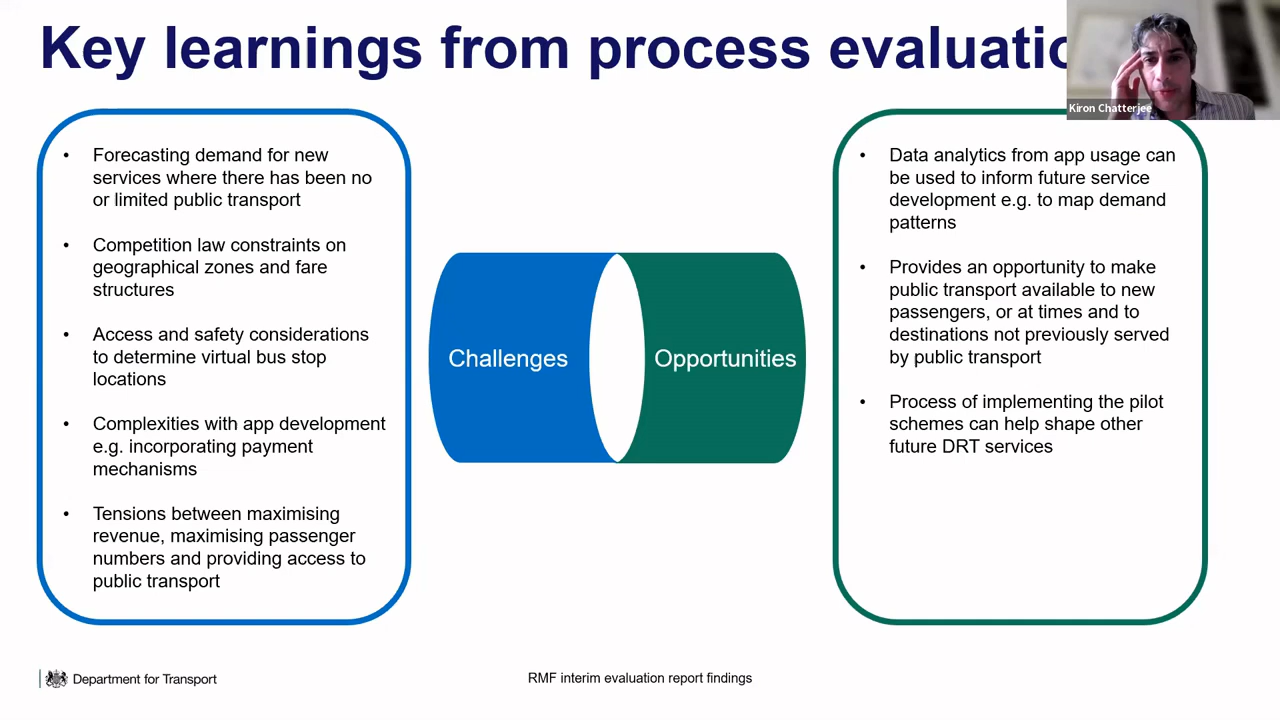 Key learnings from process evaluatio
Kiron Chatterjee
• Forecasting demand for new
services where there has been no
or limited public transport
• Competition law constraints on
geographical zones and fare
structures
• Access and safety considerations
to determine virtual bus stop
locations
• Complexities with app development
e.g. incorporating payment
mechanisms
• Tensions between maximising
revenue, maximising passenger
numbers and providing access to
public transport
Challenges
Opportunities
• Data analytics from app usage can
be used to inform future service
development e.g. to map demand
patterns
• Provides an opportunity to make
public transport available to new
passengers, or at times and to
destinations not previously served
by public transport
• Process of implementing the pilot
schemes can help shape other
future DRT services
Department for Transport
RMF interim evaluation report findings